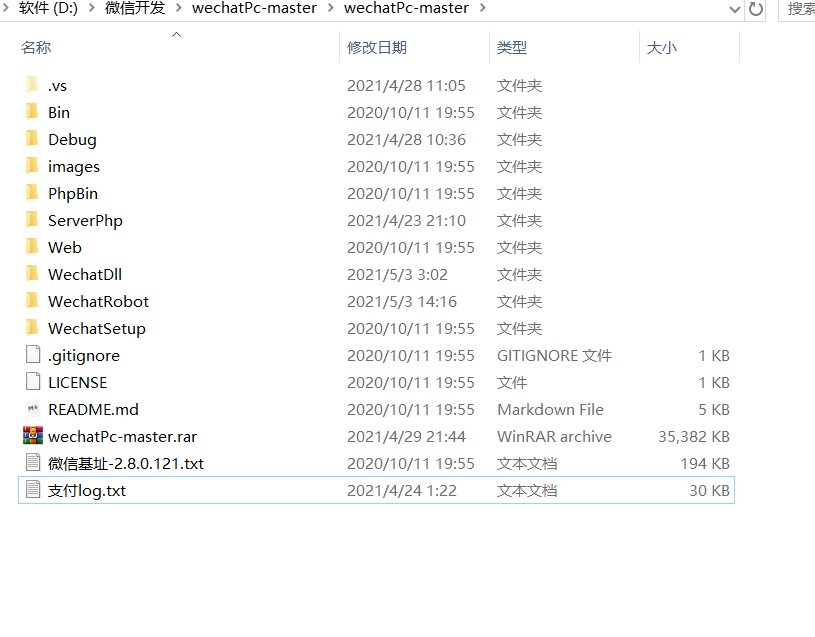 软件 (D:) > 微信开发 > wechatPc-master > wechatPc-master > 搜索
名称 修改日期 类型 大小
.vs 2021/4/28 11:05 文件夹
Bin 2020/10/11 19:55 文件夹
Debug 2021/4/28 10:36 文件夹
images 2020/10/11 19:55 文件夹
PhpBin 2020/10/11 19:55 文件夹
ServerPhp 2021/4/23 21:10 文件夹
Web 2020/10/11 19:55 文件夹
WechatDll 2021/5/3 3:02 文件夹
WechatRobot 2021/5/3 14:16 文件夹
WechatSetup 2020/10/11 19:55 文件夹
.gitignore 2020/10/11 19:55 GITIGNORE 文件 1 KB
LICENSE 2020/10/11 19:55 文件 1 KB
README.md 2020/10/11 19:55 Markdown File 5 KB
wechatPc-master.rar 2021/4/29 21:44 WinRAR archive 35,382 KB
微信基址-2.8.0.121.txt 2020/10/11 19:55 文本文档 194 KB
支付log.txt 2021/4/24 1:22 文本文档 30 KB